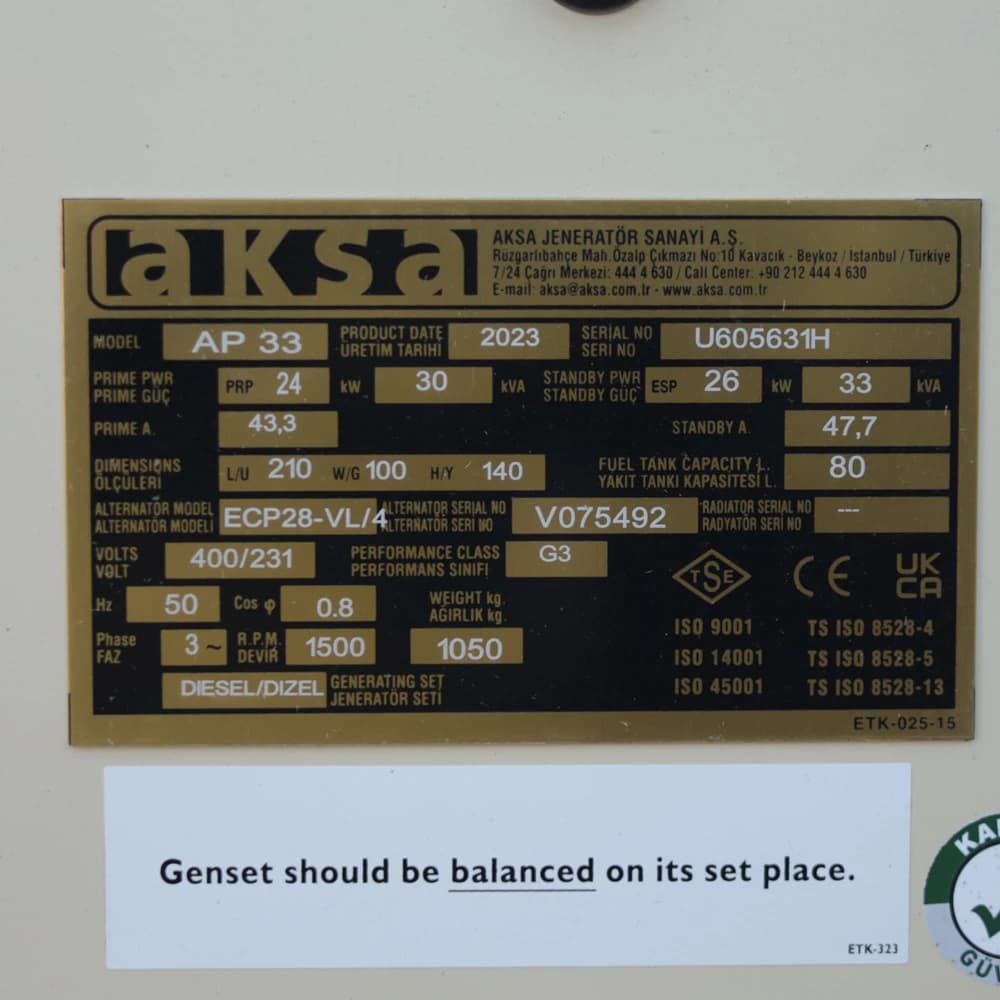 aksa
AKSA JENERATÖR SANAYİ A.Ş.
Rüzgarlıbahçe Mah.Özalp Çıkmazı No:10 Kavacık - Beykoz / İstanbul / Türkiye
7/24 Çağrı Merkezi: 444 4 630 / Call Center: +90 212 444 4 630
E-mail: aksa@aksa.com.tr - www.aksa.com.tr
MODEL AP 33 PRODUCT DATE ÜRETİM TARİHİ 2023 SERIAL NO SERİ NO U605631H
PRIME PWR PRIME GÜÇ PRP 24 kW 30 kVA STANDBY PWR STANDBY GÜÇ ESP 26 kW 33 kVA
PRIME A. 43,3 STANDBY A. 47,7
DIMENSIONS ÖLÇÜLERİ L/U 210 W/G 100 H/Y 140 FUEL TANK CAPACITY L. YAKIT TANKI KAPASİTESİ L. 80
ALTERNATOR MODEL ALTERNATÖR MODELİ ECP28-VL/4 ALTERNATOR SERIAL NO ALTERNATÖR SERİ NO V075492 RADIATOR SERIAL NO RADYATÖR SERİ NO ---
VOLTS VOLT 400/231 PERFORMANCE CLASS PERFORMANS SINIFI G3
TSE CE UK CA
Hz 50 Cos φ 0.8 WEIGHT kg. AĞIRLIK kg.
Phase FAZ 3 ~ R.P.M. DEVİR 1500 1050
DIESEL/DİZEL GENERATING SET JENERATÖR SETİ
ISO 9001 TS ISO 8528-4
ISO 14001 TS ISO 8528-5
ISO 45001 TS ISO 8528-13
ETK-025-15
Genset should be balanced on its set place.
ETK-323